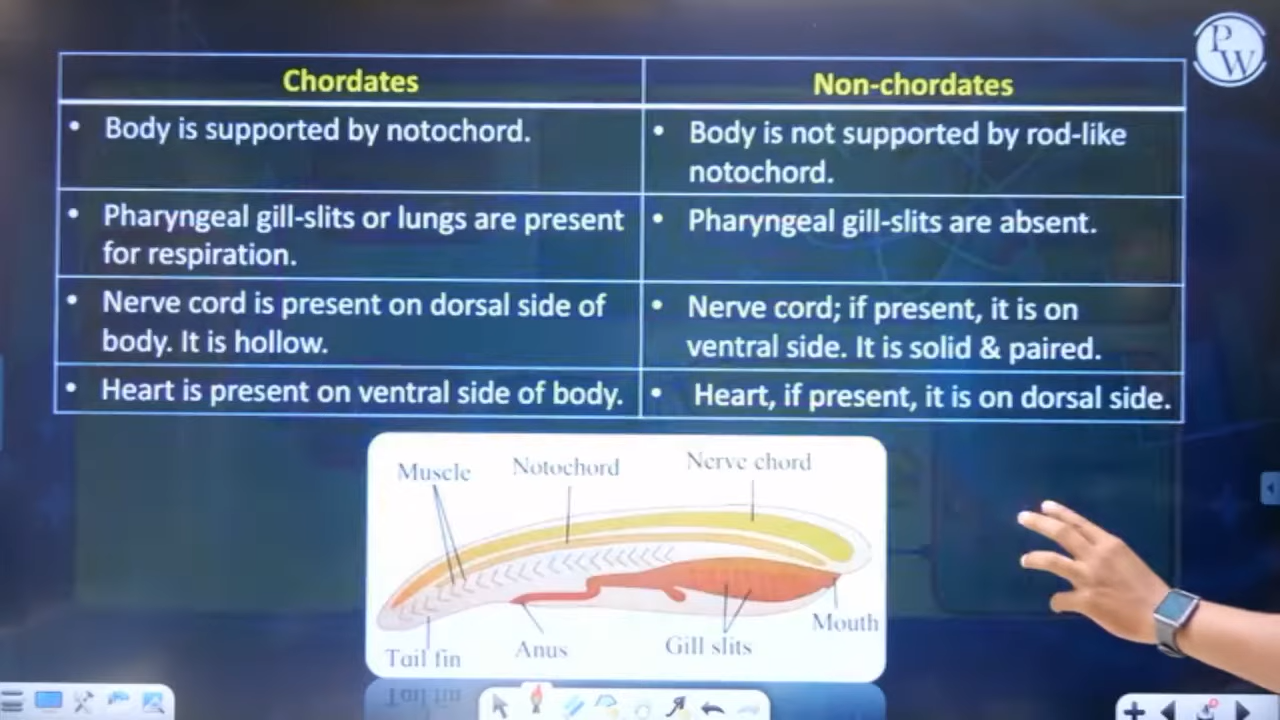 PW
Chordates
Non-chordates
• Body is supported by notochord.
• Body is not supported by rod-like
notochord.
• Pharyngeal gill-slits or lungs are present
for respiration.
• Pharyngeal gill-slits are absent.
• Nerve cord is present on dorsal side of
body. It is hollow.
• Nerve cord; if present, it is on
ventral side. It is solid & paired.
• Heart is present on ventral side of body.
• Heart, if present, it is on dorsal side.
Muscle
Notochord
Nerve chord
Mouth
Gill slits
Anus
Tail fin